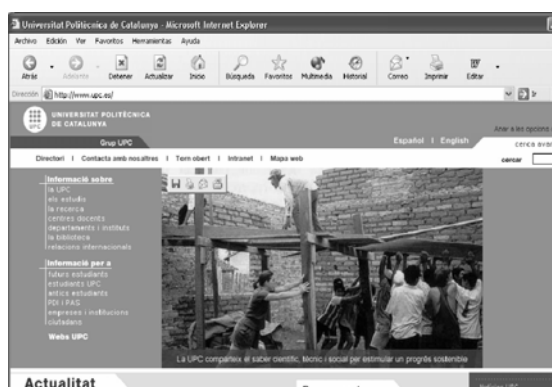 Universitat Politècnica de Catalunya - Microsoft Internet Explorer
Archivo Edición Ver Favoritos Herramientas Ayuda
Atrás Adelante Detener Actualizar Inicio Búsqueda Favoritos Multimedia Historial Correo Imprimir Editar
Dirección http://www.upc.es/
UPC
UNIVERSITAT POLITÈCNICA
DE CATALUNYA
Grup UPC
Español | English
Directori | Contacta amb nosaltres | Torn obert | Intranet | Mapa web
cercar
Informació sobre
la UPC
els estudis
la recerca
centres docents
departaments i instituts
la biblioteca
relacions internacionals
Informació per a
futurs estudiants
estudiants UPC
antics estudiants
PDI i PAS
empreses i institucions
ciutadans
Webs UPC
La UPC comparteix el saber científic, tècnic i social per estimular un progrés sostenible
Actualitat